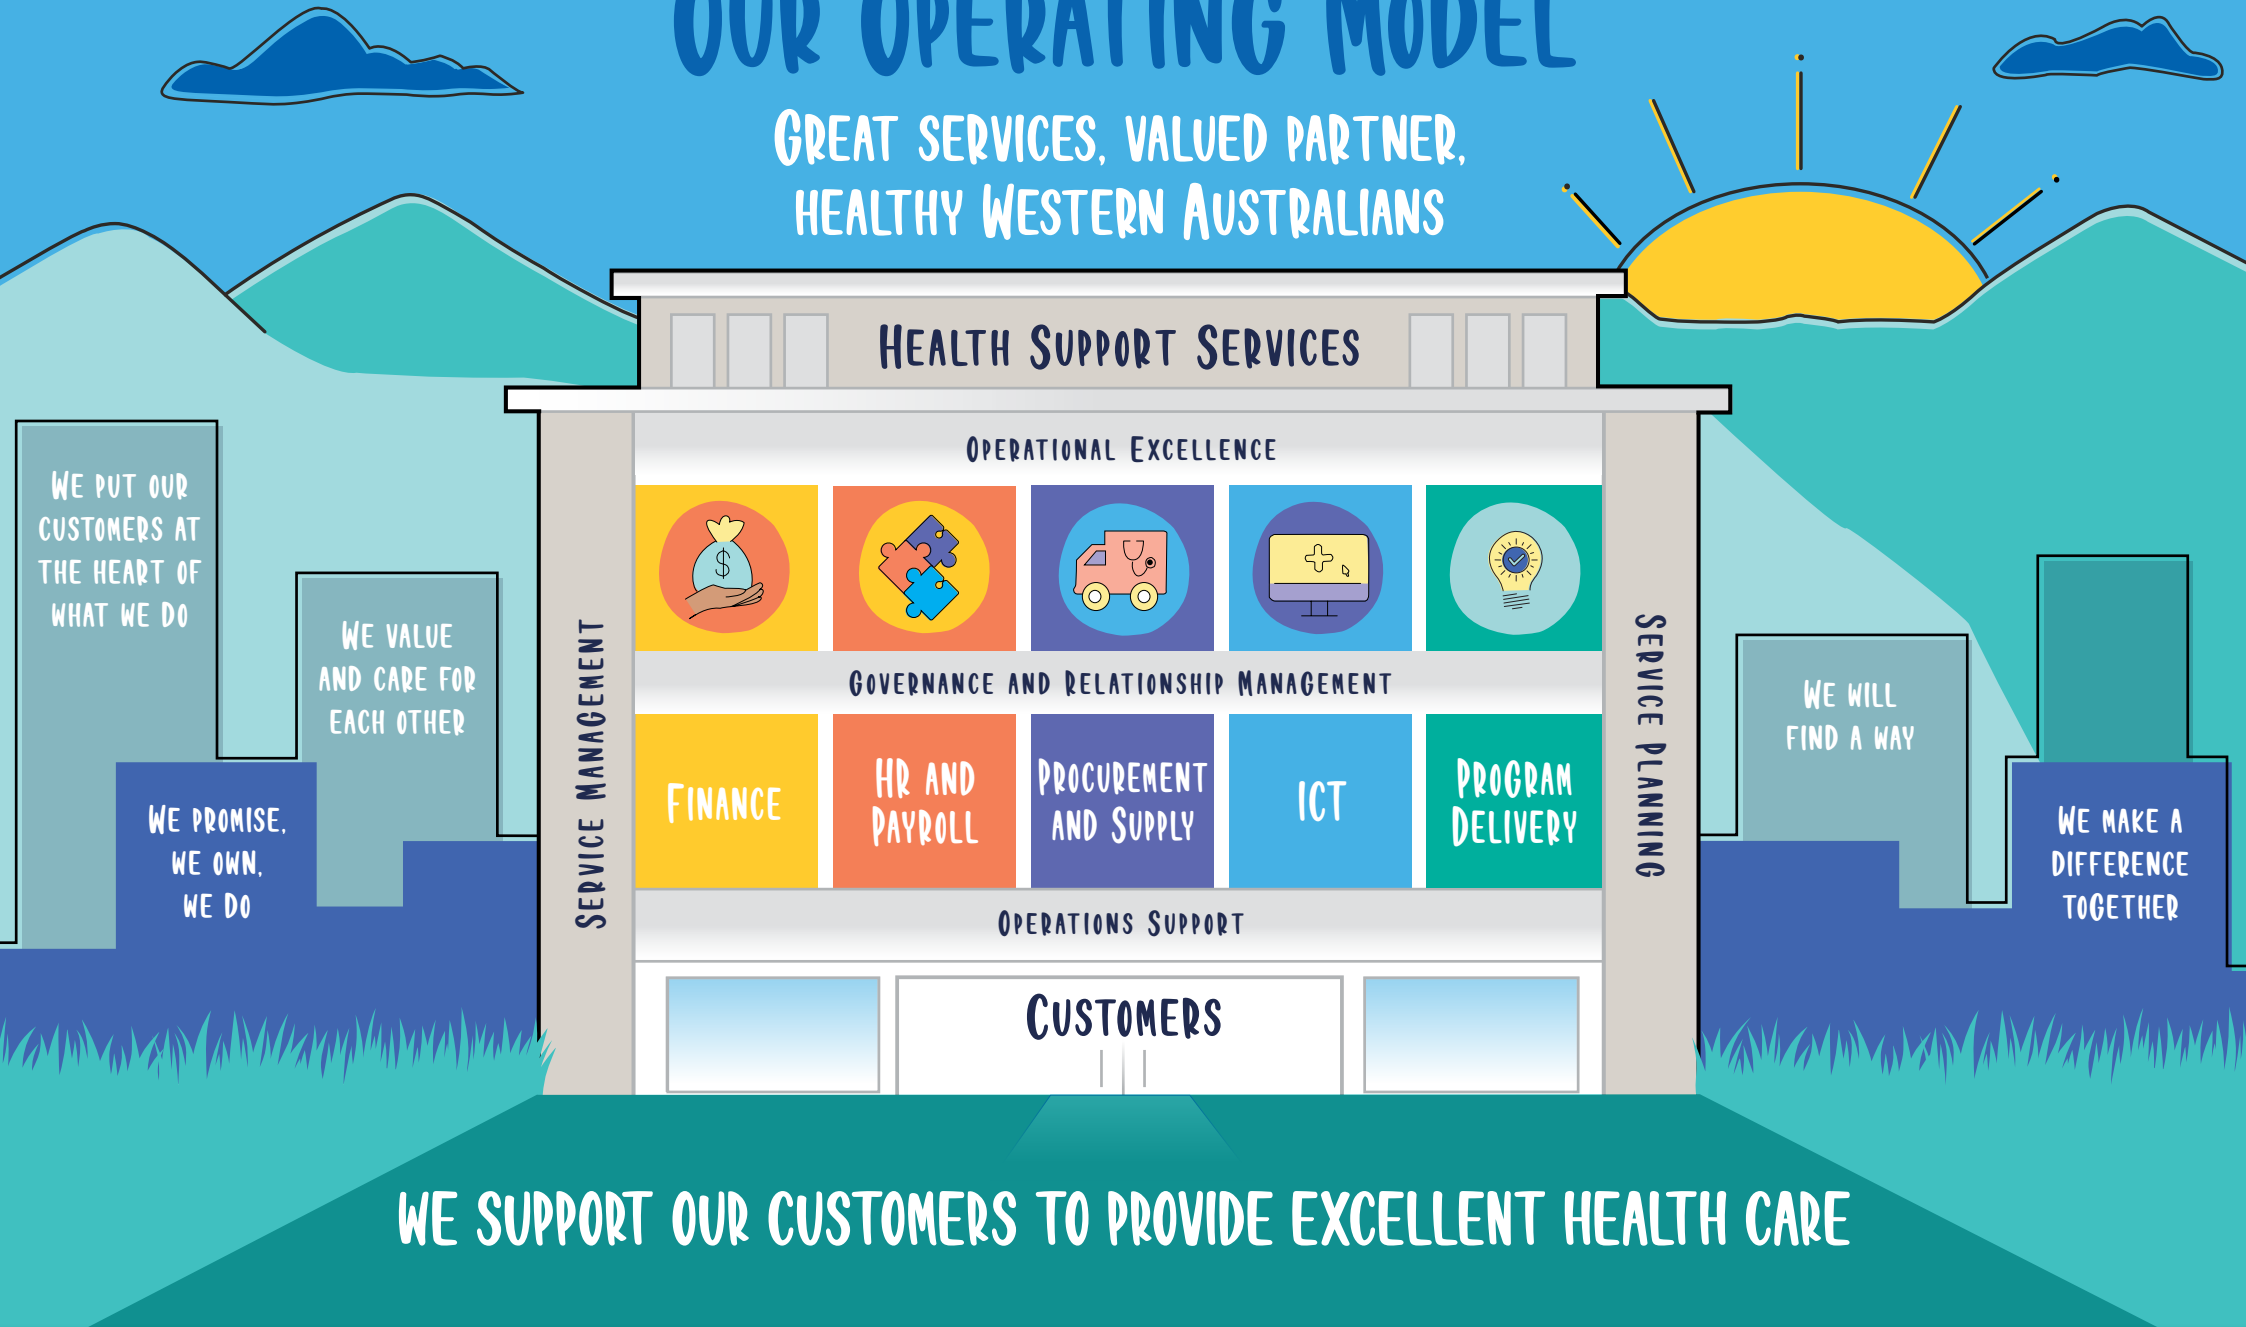 Our Operating Model
Great services, valued partner,
healthy Western Australians
Health Support Services
Operational Excellence
We put our
customers at
the heart of
what we do
We value
and care for
each other
We promise,
we own,
we do
Service Management
$
Governance and Relationship Management
Finance
HR and
Payroll
Procurement
and Supply
ICT
Program
Delivery
Service Planning
We will
find a way
We make a
difference
together
Operations Support
Customers
we support our customers to provide excellent health care